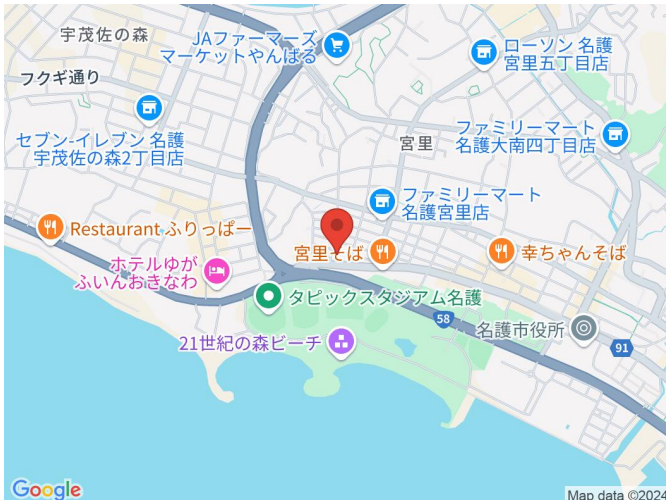 宇茂佐の森
JAファーマーズ
マーケットやんばる
ローソン 名護
宮里五丁目店
フクギ通り
セブン-イレブン 名護
宇茂佐の森2丁目店
宮里
ファミリーマート
名護大南四丁目店
ファミリーマート
名護宮里店
Restaurant ふりっぱー
宮里そば
幸ちゃんそば
ホテルゆが
ふいんおきなわ
タピックスタジアム名護
58
名護市役所
21世紀の森ビーチ
91
Google
Map data ©2024